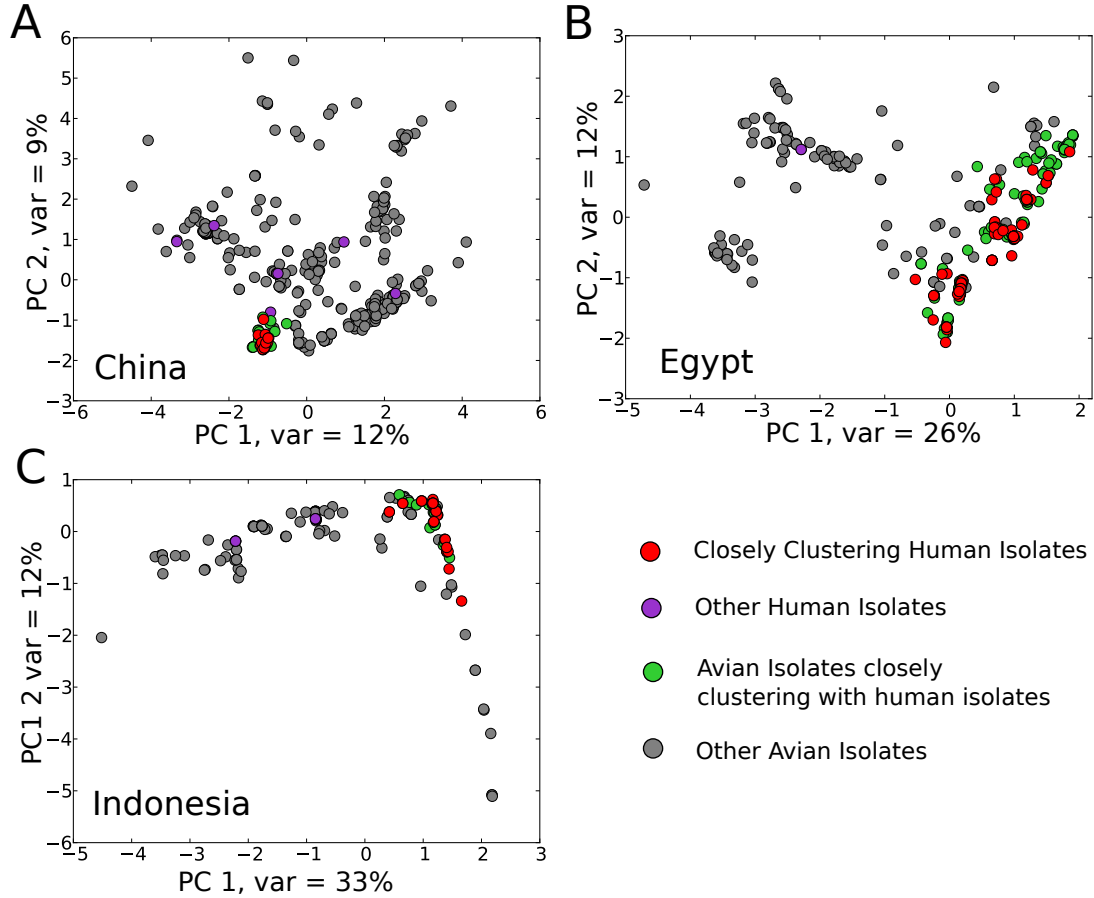 A
6
5
4
3
2
1
0
−1
−2
−3
−4
−2
0
2
4
6
PC 2, var = 9%
China
PC 1, var = 12%
B
3
2
1
0
−1
−2
−3
−5
−4
−3
−2
−1
0
1
2
PC 2, var = 12%
Egypt
PC 1, var = 26%
C
1
0
−1
−2
−3
−4
−5
−6
−5
−4
−3
−2
−1
0
1
2
3
PC1 2 var = 12%
Indonesia
PC 1, var = 33%
Closely Clustering Human Isolates
Other Human Isolates
Avian Isolates closely
clustering with human isolates
Other Avian Isolates